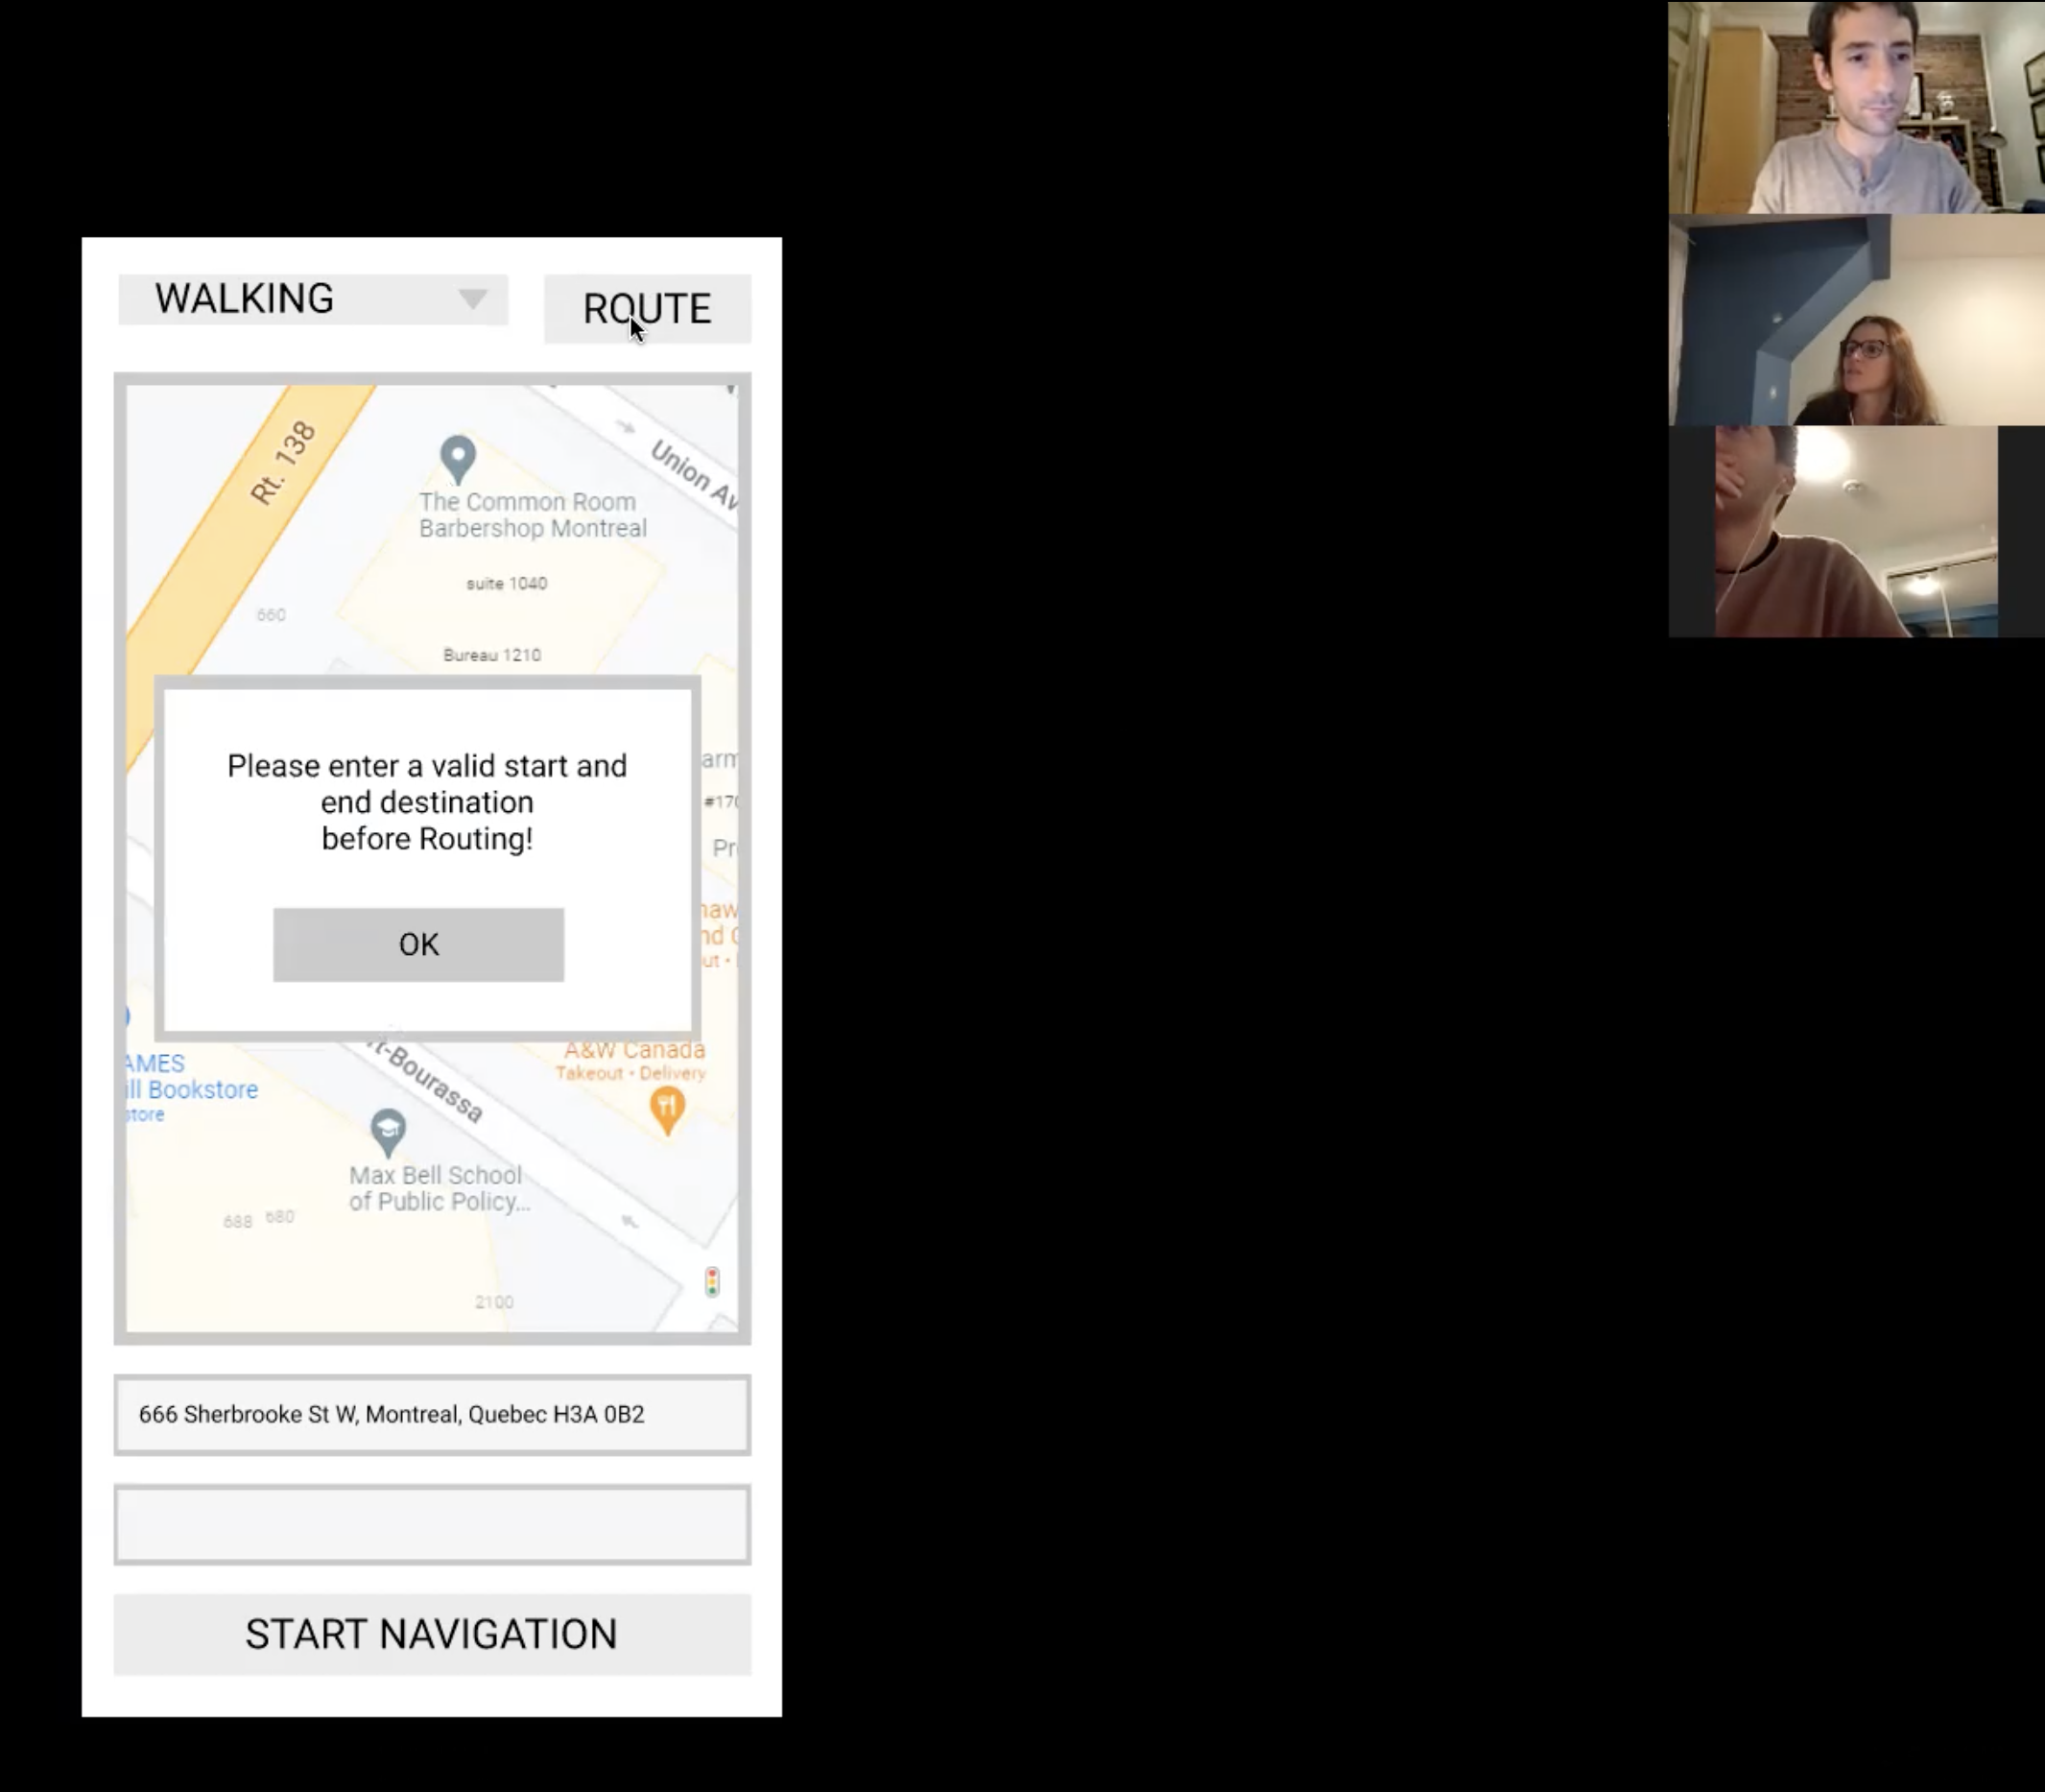 WALKING
ROUTE
Rt. 138
Union Av
The Common Room
Barbershop Montreal
suite 1040
660
Bureau 1210
Please enter a valid start and
end destination
before Routing!
OK
arm
#170
Pr
naw
nd
ut •
AMES
ill Bookstore
store
t-Bourassa
A&W Canada
Takeout • Delivery
Max Bell School
of Public Policy...
688 680
2100
666 Sherbrooke St W, Montreal, Quebec H3A 0B2
START NAVIGATION